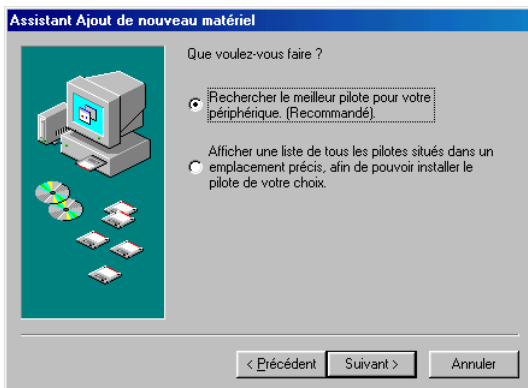 Assistant Ajout de nouveau matériel
Que voulez-vous faire ?
Rechercher le meilleur pilote pour votre
périphérique. (Recommandé).
Afficher une liste de tous les pilotes situés dans un
emplacement précis, afin de pouvoir installer le
pilote de votre choix.
< Précédent
Suivant >
Annuler